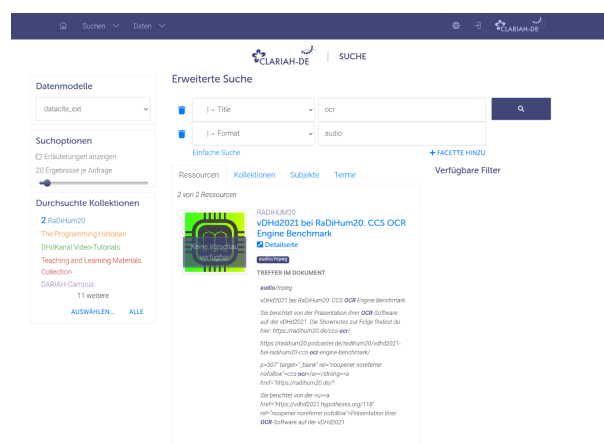 Suchen Daten
CLARIAH-DE
CLARIAH-DE | SUCHE
Datenmodelle
datacite_ext
Suchoptionen
Erläuterungen anzeigen
20 Ergebnisse je Anfrage
Durchsuchte Kollektionen
2 RaDiHum20
The Programming Historian
DHdKanal Video-Tutorials
Teaching and Learning Materials
Collection
DARIAH-Campus
11 weitere
AUSWÄHLEN... ALLE
Erweiterte Suche
|→ Title ocr
|→ Format audio
Einfache Suche + FACETTE HINZU
Ressourcen Kollektionen Subjekte Terme
Verfügbare Filter
2 von 2 Ressourcen
Keine Vorschau
verfügbar
RADIHUM20
vDHd2021 bei RaDiHum20: CCS OCR
Engine Benchmark
Detailseite
audio/mpeg
TREFFER IM DOKUMENT
audio/mpeg
vDHd2021 bei RaDiHum20: CCS OCR Engine Benchmark
Sie berichtet von der Präsentation ihrer OCR-Software
auf der vDHd2021. Die Shownotes zur Folge findest du
hier: https://radihum20.de/ccs-ocr/
https://radihum20.podcaster.de/radihum20/vdhd2021-
bei-radihum20-ccs-ocr-engine-benchmark/
p=307" target="_blank" rel="noopener noreferrer
nofollow">ccs-ocr</a></strong><a
href="https://radihum20.de/?
Sie berichtet von der <u><a
href="https://vdhd2021.hypotheses.org/118"
rel="noopener noreferrer nofollow">Präsentation ihrer
OCR-Software auf der vDHd2021